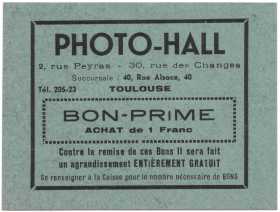 PHOTO-HALL
2, rue Peyras - 30, rue des Changes
Succursale : 40, Rue Alsace, 40
Tél. 205-23 TOULOUSE
BON-PRiME
ACHAT de 1 Franc
Contre la remise de ces Bons Il sera fait
un agrandissement ENTIÈREMENT GRATUIT
Se renseigner à la Caisse pour le nombre nécessaire de BONS